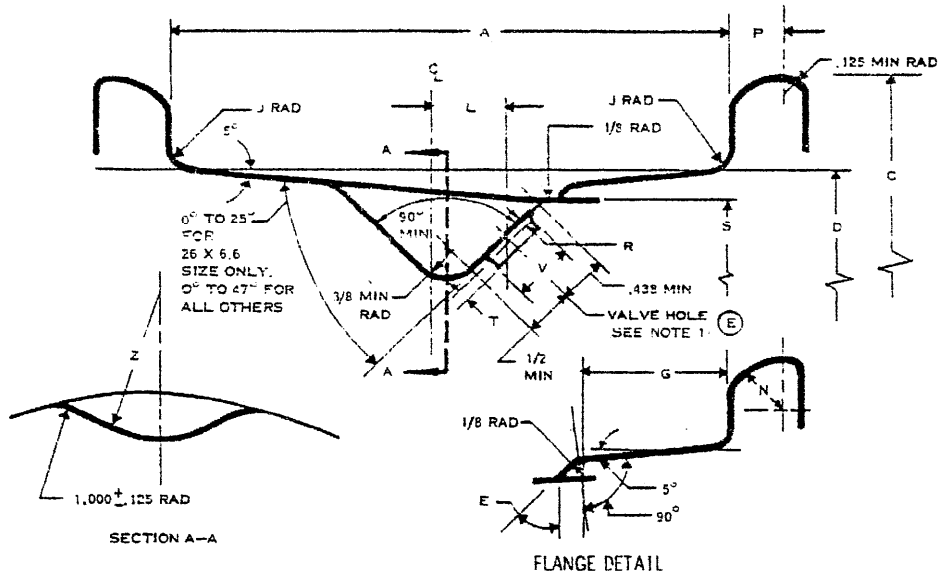 A
P
.125 MIN RAD
C
L
J RAD
L
J RAD
1/8 RAD
5°
A
C
0° TO 25°
FOR
26 X 6.6
SIZE ONLY.
0° TO 47° FOR
ALL OTHERS
90°
MIN
S
D
R
V
3/8 MIN
RAD
T
.438 MIN
VALVE HOLE
SEE NOTE 1.
E
A
1/2
MIN
Z
G
N
1/8 RAD
1.000 ± .125 RAD
E
5°
90°
SECTION A-A
FLANGE DETAIL